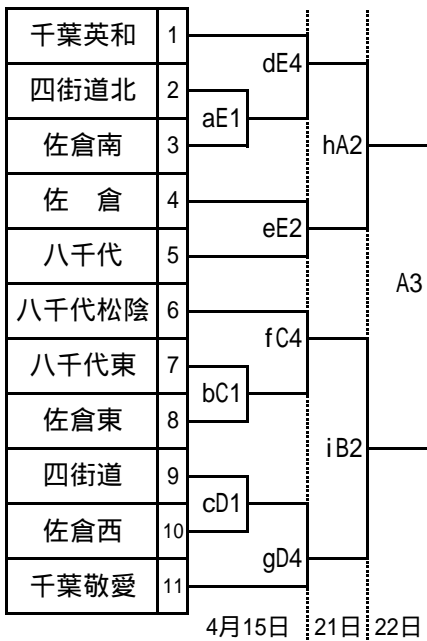 千葉英和 1
dE4
四街道北 2
aE1
佐倉南 3
hA2
佐　倉 4
eE2
八千代 5
A3
八千代松陰 6
fC4
八千代東 7
bC1
佐倉東 8
iB2
四街道 9
cD1
佐倉西 10
gD4
千葉敬愛 11
4月15日 21日 22日